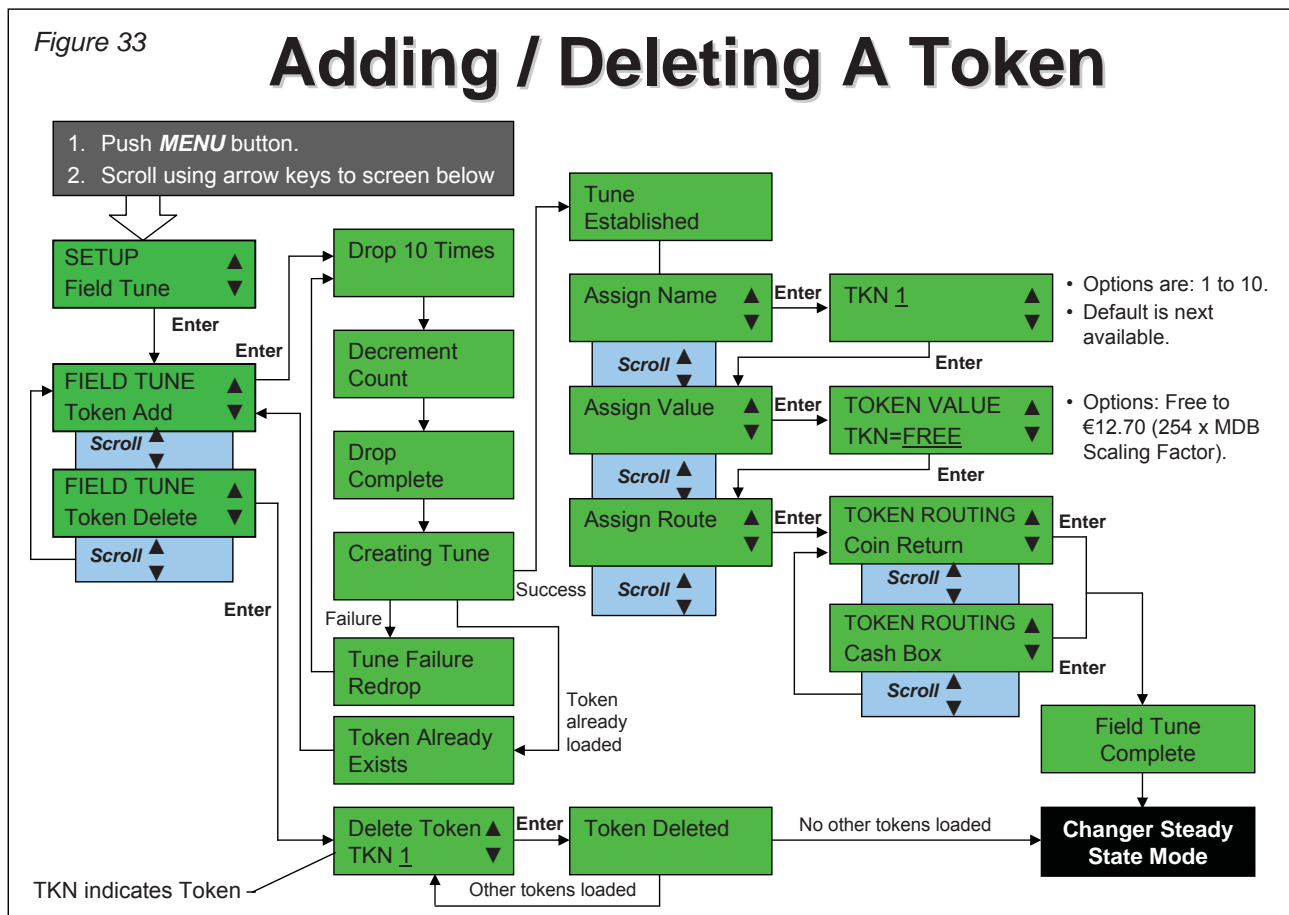 Figure 33
Adding / Deleting A Token
1. Push MENU button.
2. Scroll using arrow keys to screen below
SETUP ▲
Field Tune ▼
Enter
FIELD TUNE ▲
Token Add ▼
Scroll ▲
▼
FIELD TUNE ▲
Token Delete ▼
Scroll ▲
▼
Enter
Enter
Drop 10 Times
Decrement
Count
Drop
Complete
Creating Tune
Success
Failure
Tune Failure
Redrop
Token
already
loaded
Token Already
Exists
Tune
Established
Assign Name ▲
▼
Enter
TKN 1 ▲
▼
• Options are: 1 to 10.
• Default is next
available.
Enter
Scroll ▲
▼
Assign Value ▲
▼
Enter
TOKEN VALUE ▲
TKN=FREE ▼
• Options: Free to
€12.70 (254 x MDB
Scaling Factor).
Enter
Scroll ▲
▼
Assign Route ▲
▼
Enter
Scroll ▲
▼
TOKEN ROUTING ▲
Coin Return ▼
Enter
Scroll ▲
▼
TOKEN ROUTING ▲
Cash Box ▼
Enter
Scroll ▲
▼
Field Tune
Complete
Delete Token ▲
TKN 1 ▼
Enter
Token Deleted
No other tokens loaded
Changer Steady
State Mode
Other tokens loaded
TKN indicates Token